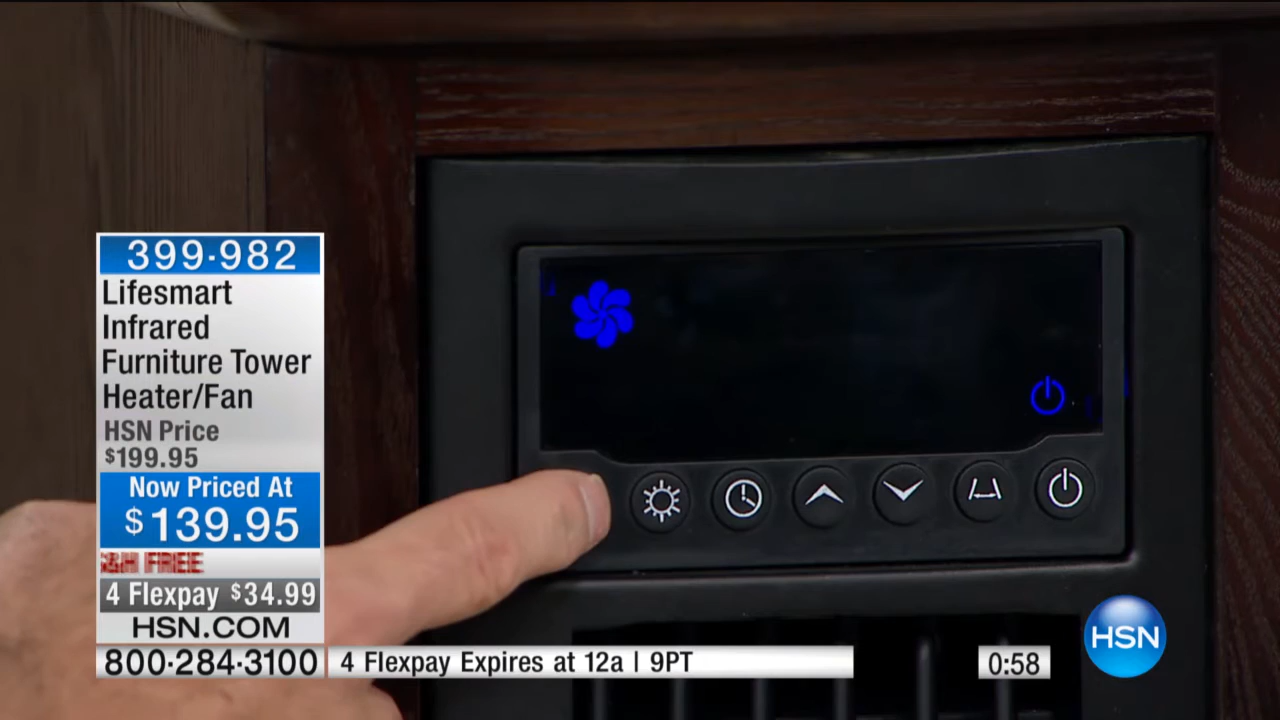 399-982
Lifesmart
Infrared
Furniture Tower
Heater/Fan
HSN Price
$199.95
Now Priced At
$139.95
S&H FREE
4 Flexpay $34.99
HSN.COM
800-284-3100
4 Flexpay Expires at 12a | 9PT
0:58
HSN